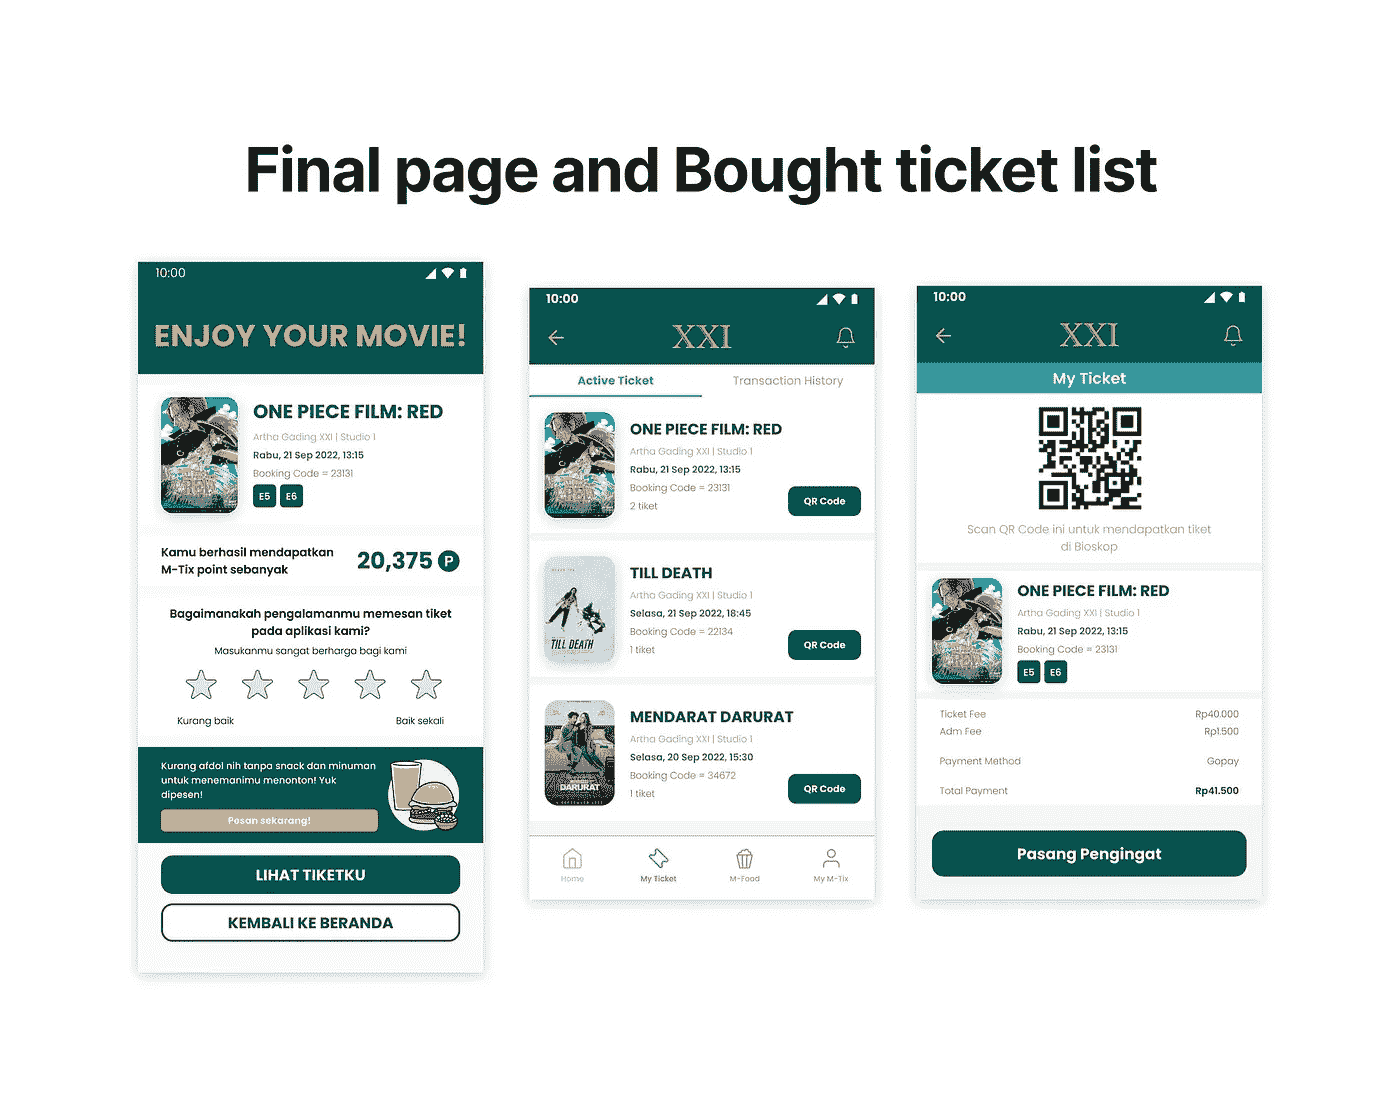 Final page and Bought ticket list
10:00
ENJOY YOUR MOVIE!
ONE PIECE FILM: RED
Artha Gading XXI | Studio 1
Rabu, 21 Sep 2022, 13:15
Booking Code = 23131
E5 E6
Kamu berhasil mendapatkan
M-Tix point sebanyak
20,375 P
Bagaimanakah pengalamanmu memesan tiket
pada aplikasi kami?
Masukanmu sangat berharga bagi kami
Kurang baik Baik sekali
Kurang afdol nih tanpa snack dan minuman
untuk menemanimu menonton! Yuk
dipesen!
Pesan sekarang!
LIHAT TIKETKU
KEMBALI KE BERANDA
10:00
XXI
Active Ticket Transaction History
ONE PIECE FILM: RED
Artha Gading XXI | Studio 1
Rabu, 21 Sep 2022, 13:15
Booking Code = 23131
2 tiket
QR Code
TILL DEATH
TILL DEATH
Artha Gading XXI | Studio 1
Selasa, 21 Sep 2022, 18:45
Booking Code = 22134
1 tiket
QR Code
DARURAT
MENDARAT DARURAT
Artha Gading XXI | Studio 1
Selasa, 20 Sep 2022, 15:30
Booking Code = 34672
1 tiket
QR Code
Home My Ticket M-Food My M-Tix
10:00
XXI
My Ticket
Scan QR Code ini untuk mendapatkan tiket
di Bioskop
ONE PIECE FILM: RED
Artha Gading XXI | Studio 1
Rabu, 21 Sep 2022, 13:15
Booking Code = 23131
E5 E6
Ticket Fee Rp40.000
Adm Fee Rp1.500
Payment Method Gopay
Total Payment Rp41.500
Pasang Pengingat